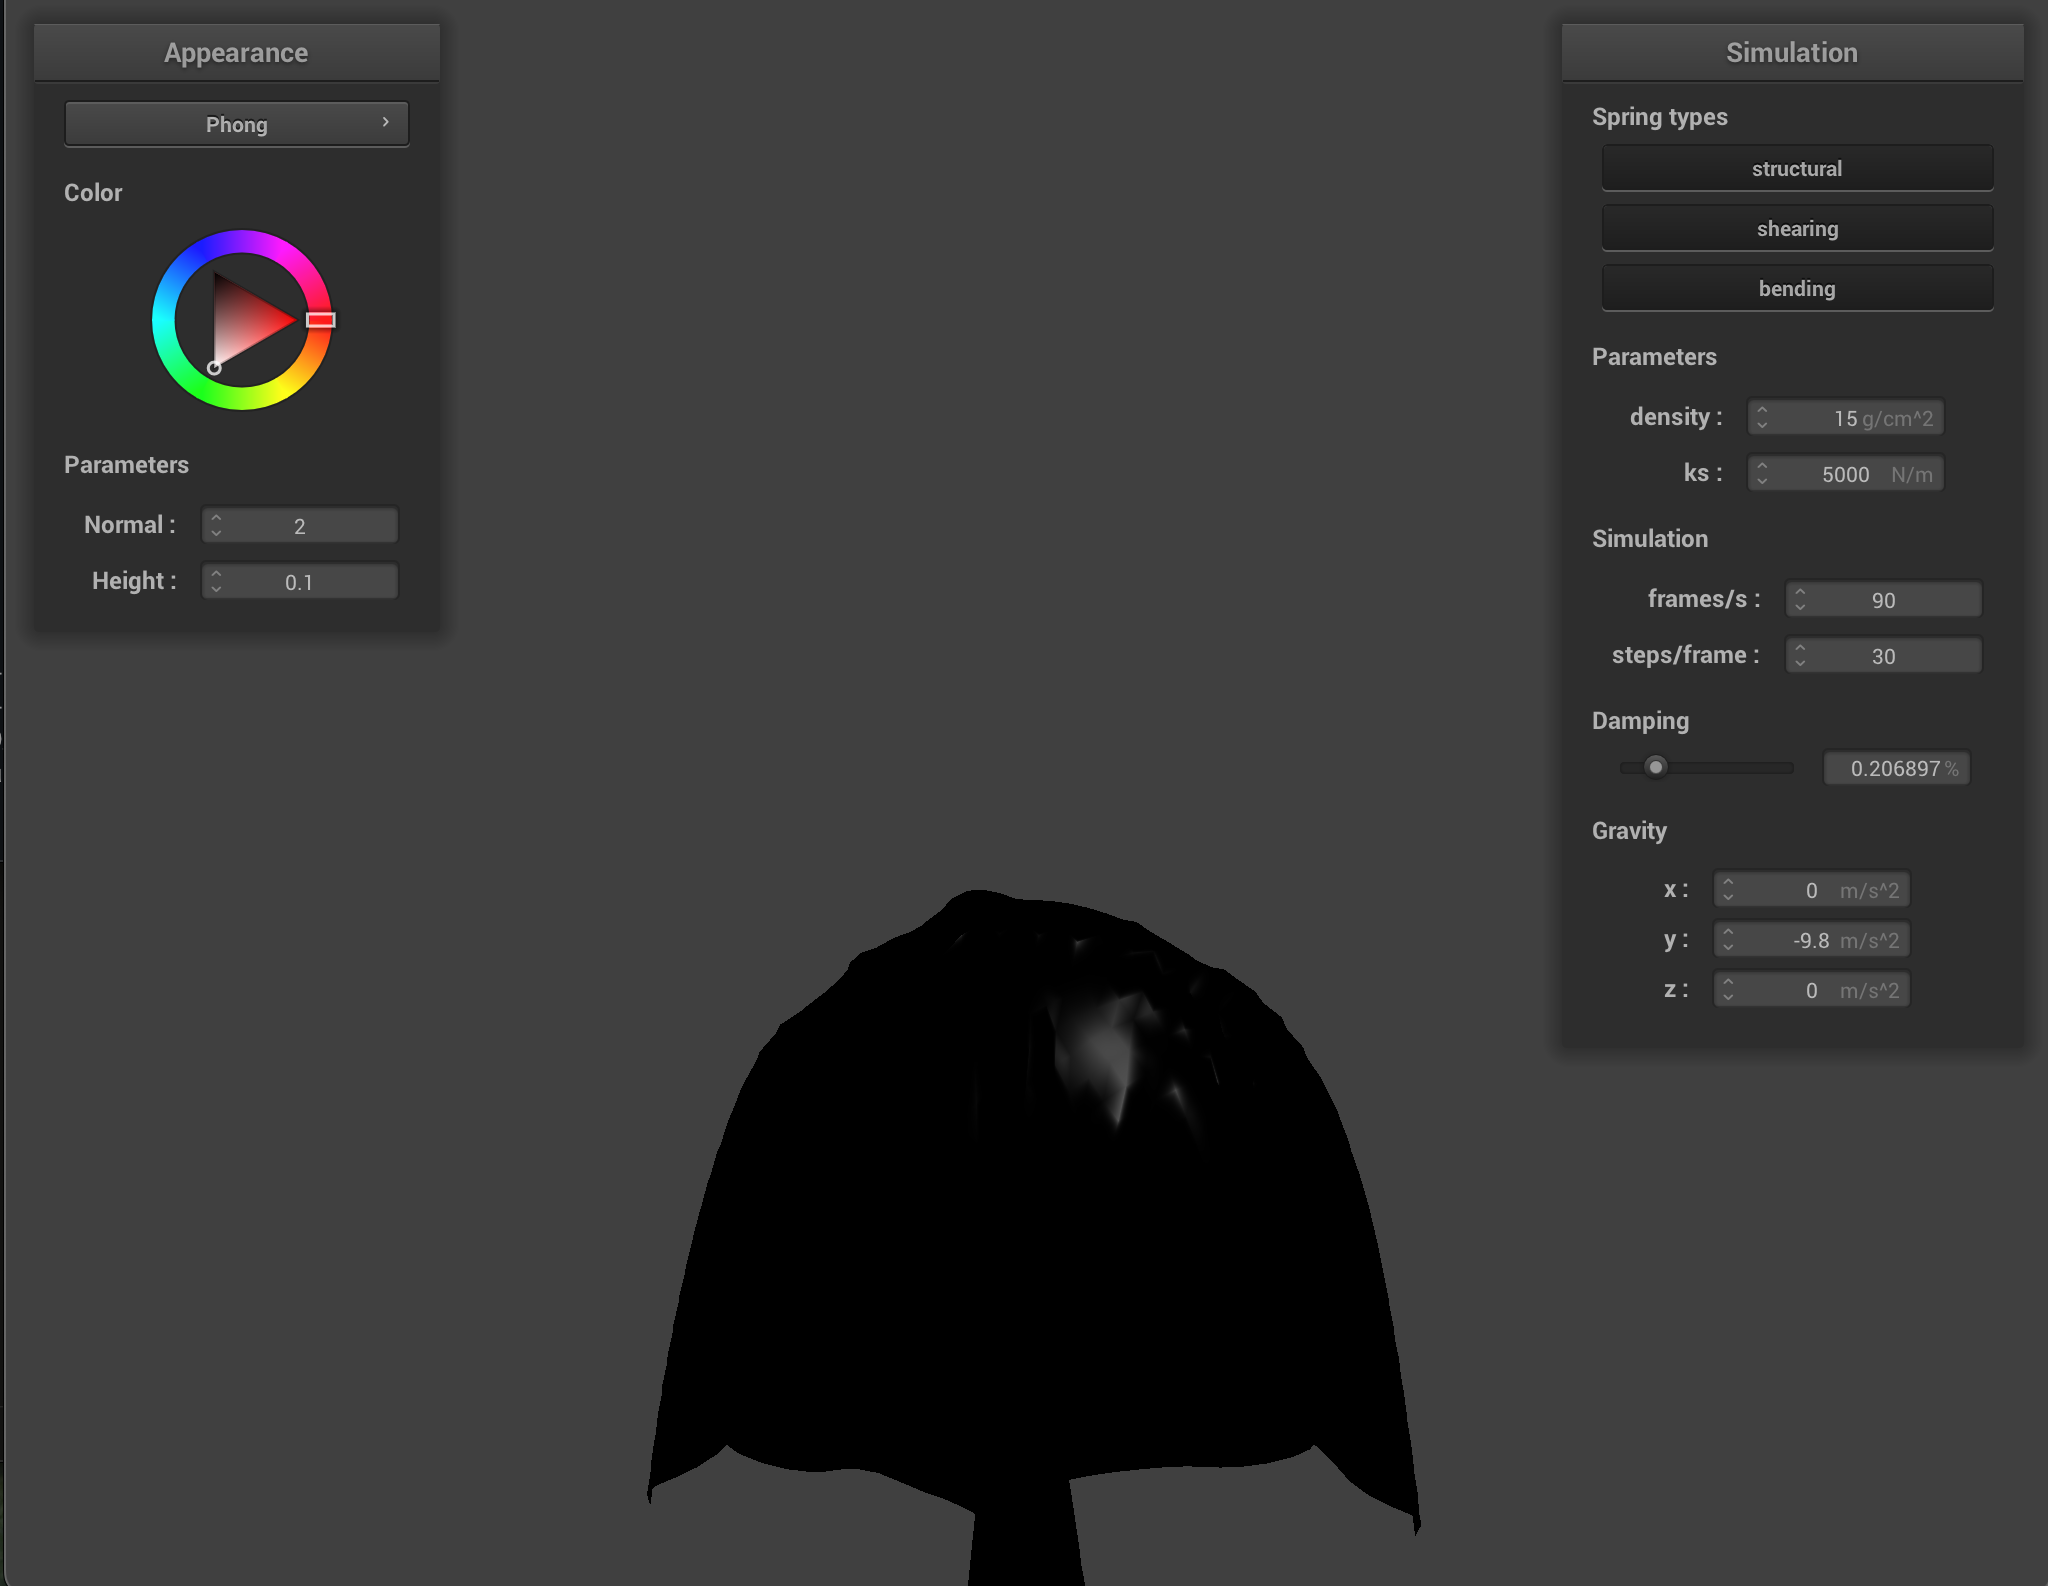 Appearance
Phong
Color
Parameters
Normal : 2
Height : 0.1
Simulation
Spring types
structural
shearing
bending
Parameters
density : 15 g/cm^2
ks : 5000 N/m
Simulation
frames/s : 90
steps/frame : 30
Damping
0.206897 %
Gravity
x : 0 m/s^2
y : -9.8 m/s^2
z : 0 m/s^2